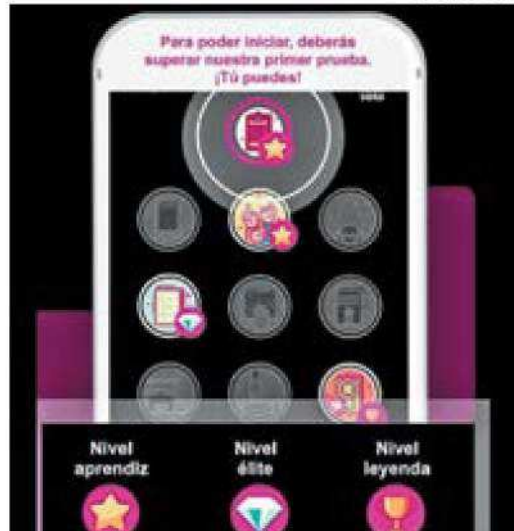 Para poder iniciar, deberás
superar nuestra primer prueba.
¡Tú puedes!
Nivel
aprendiz
Nivel
élite
Nivel
leyenda